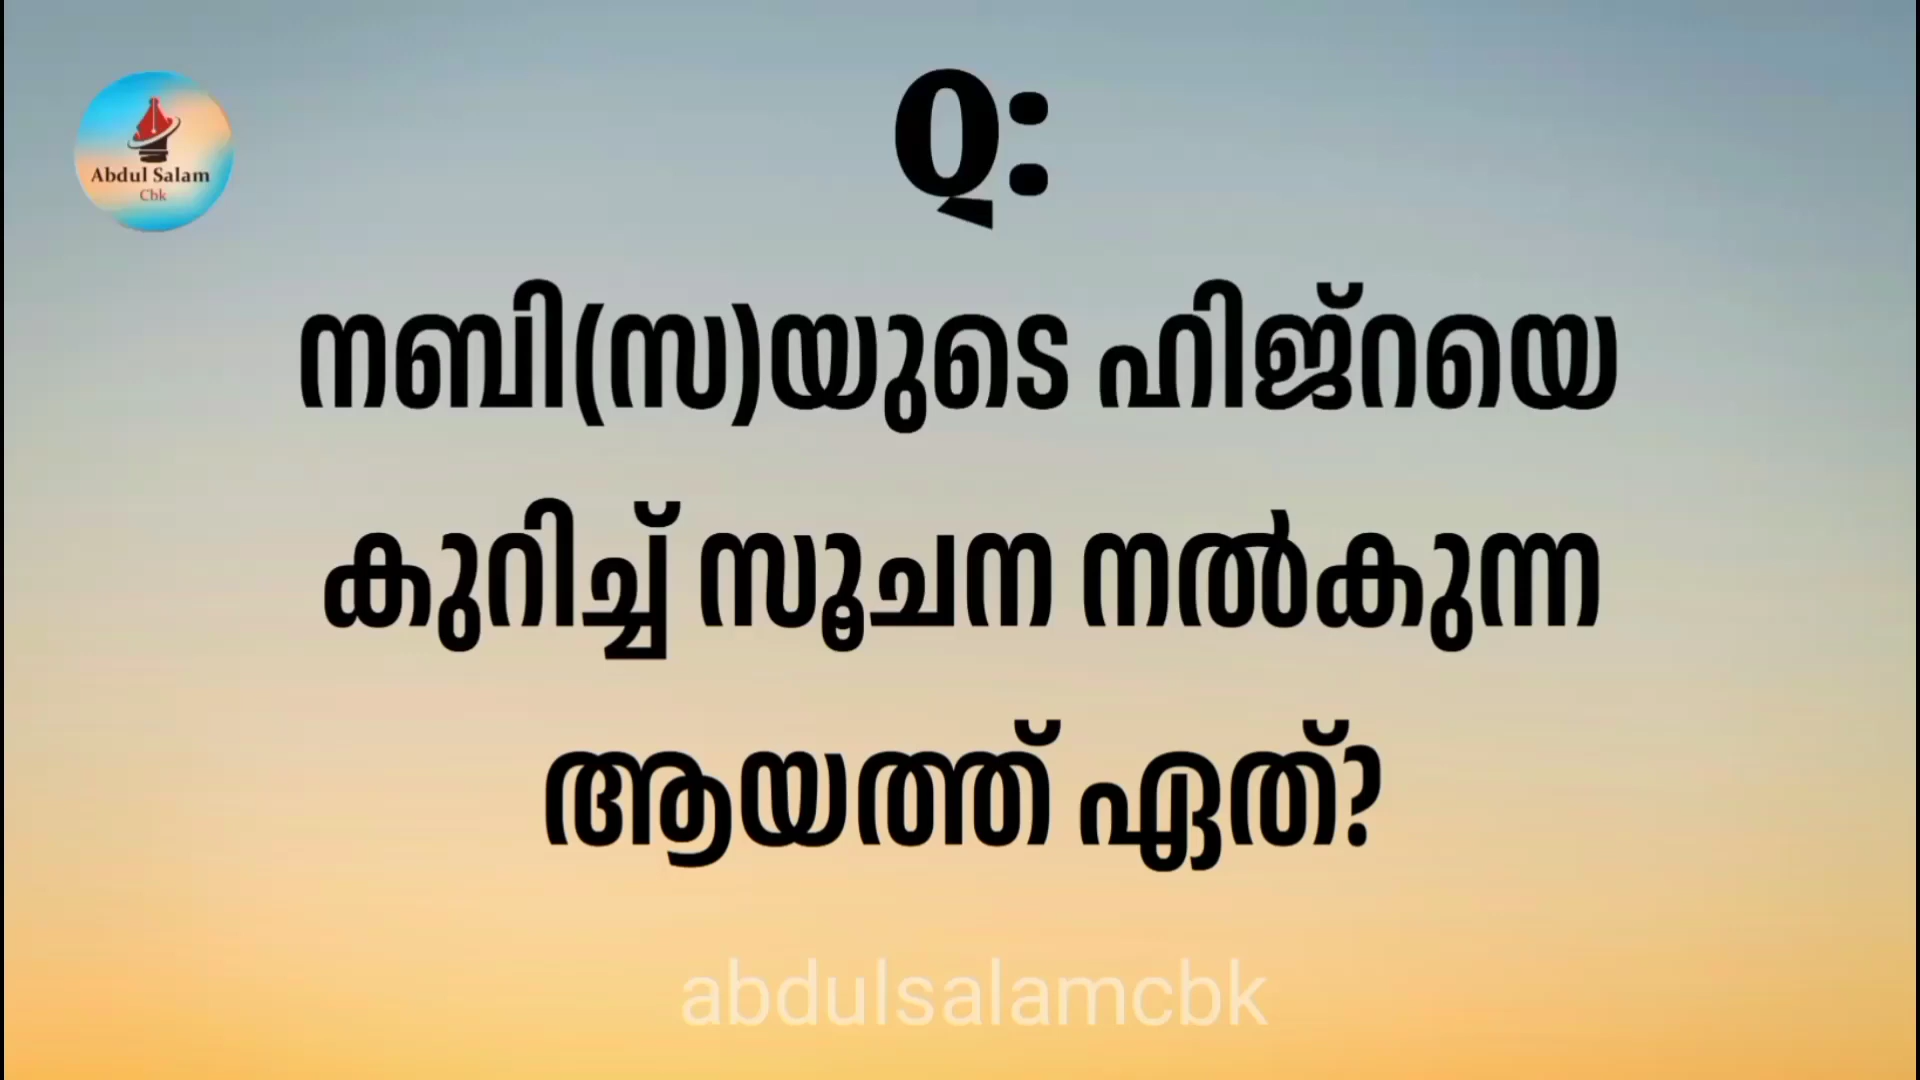 Abdul Salam
Cbk
Q:
നബി(സ)യുടെ ഹിജ്റയെ
കുറിച്ച് സൂചന നൽകുന്ന
ആയത്ത് ഏത്?
abdulsalamcbk